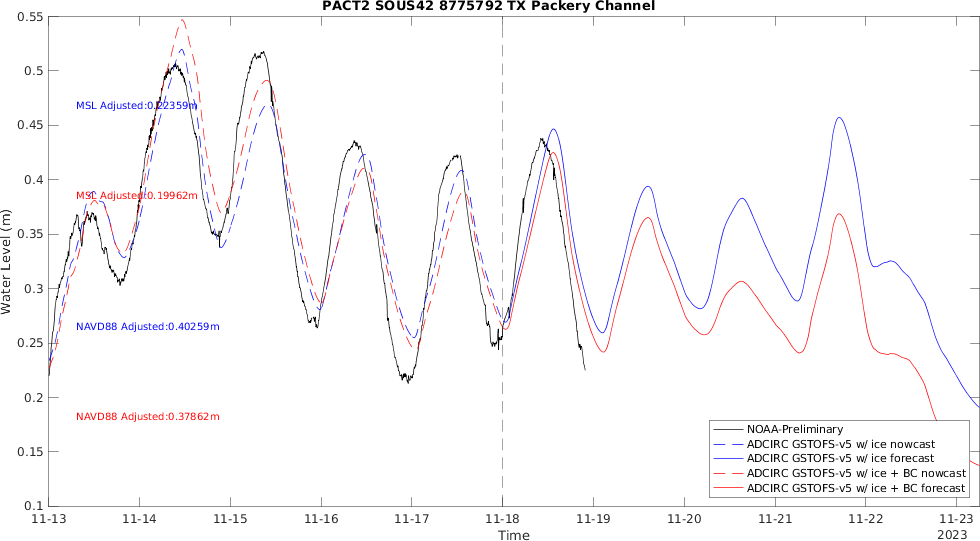 PACT2 SOUS42 8775792 TX Packery Channel
0.55
0.5
MSL Adjusted:0.22359m
0.45
0.4
MSL Adjusted:0.19962m
0.35
Water Level (m)
0.3
NAVD88 Adjusted:0.40259m
0.25
0.2
NAVD88 Adjusted:0.37862m
0.15
0.1
NOAA-Preliminary
ADCIRC GSTOFS-v5 w/ ice nowcast
ADCIRC GSTOFS-v5 w/ ice forecast
ADCIRC GSTOFS-v5 w/ ice + BC nowcast
ADCIRC GSTOFS-v5 w/ ice + BC forecast
11-13 11-14 11-15 11-16 11-17 11-18 11-19 11-20 11-21 11-22 11-23
Time
2023